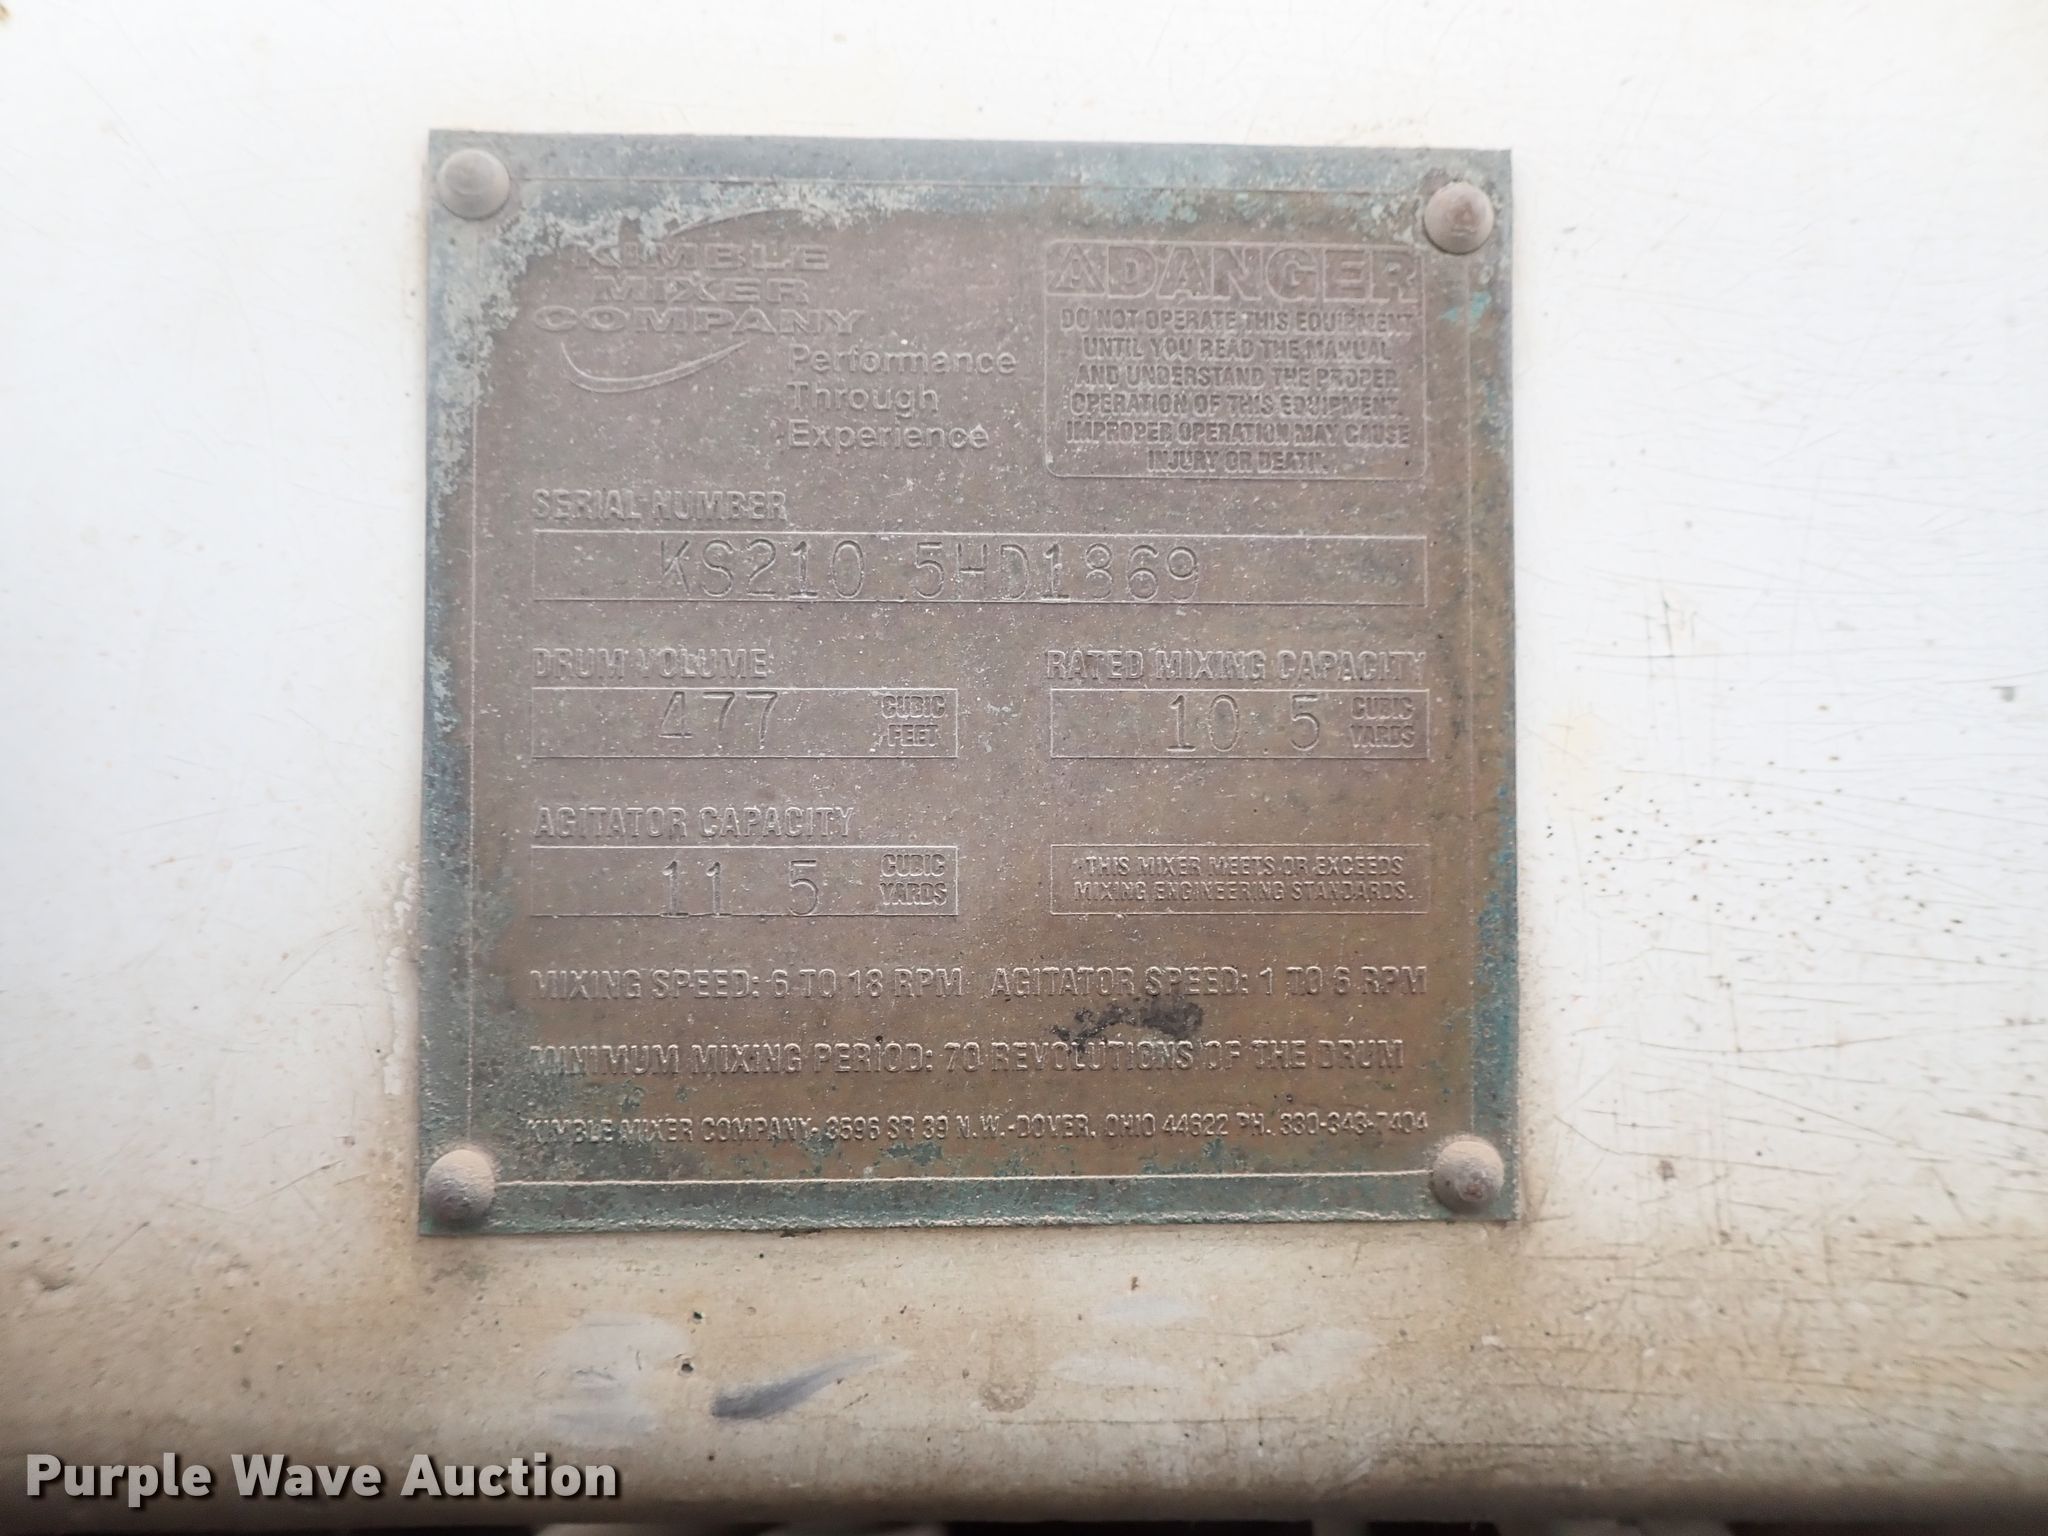 KIMBLE
MIXER
COMPANY
Performance
Through
Experience
⚠DANGER
DO NOT OPERATE THIS EQUIPMENT
UNTIL YOU READ THE MANUAL
AND UNDERSTAND THE PROPER
OPERATION OF THIS EQUIPMENT.
IMPROPER OPERATION MAY CAUSE
INJURY OR DEATH.
SERIAL NUMBER
KS210.5HD1869
DRUM VOLUME
477 CUBIC FEET
RATED MIXING CAPACITY
10.5 CUBIC YARDS
AGITATOR CAPACITY
11.5 CUBIC YARDS
THIS MIXER MEETS OR EXCEEDS
MIXING ENGINEERING STANDARDS.
MIXING SPEED: 6 TO 18 RPM AGITATOR SPEED: 1 TO 6 RPM
MINIMUM MIXING PERIOD: 70 REVOLUTIONS OF THE DRUM
KIMBLE MIXER COMPANY- 3596 SR 39 N.W.-DOVER, OHIO 44622 PH. 330-343-7404
Purple Wave Auction